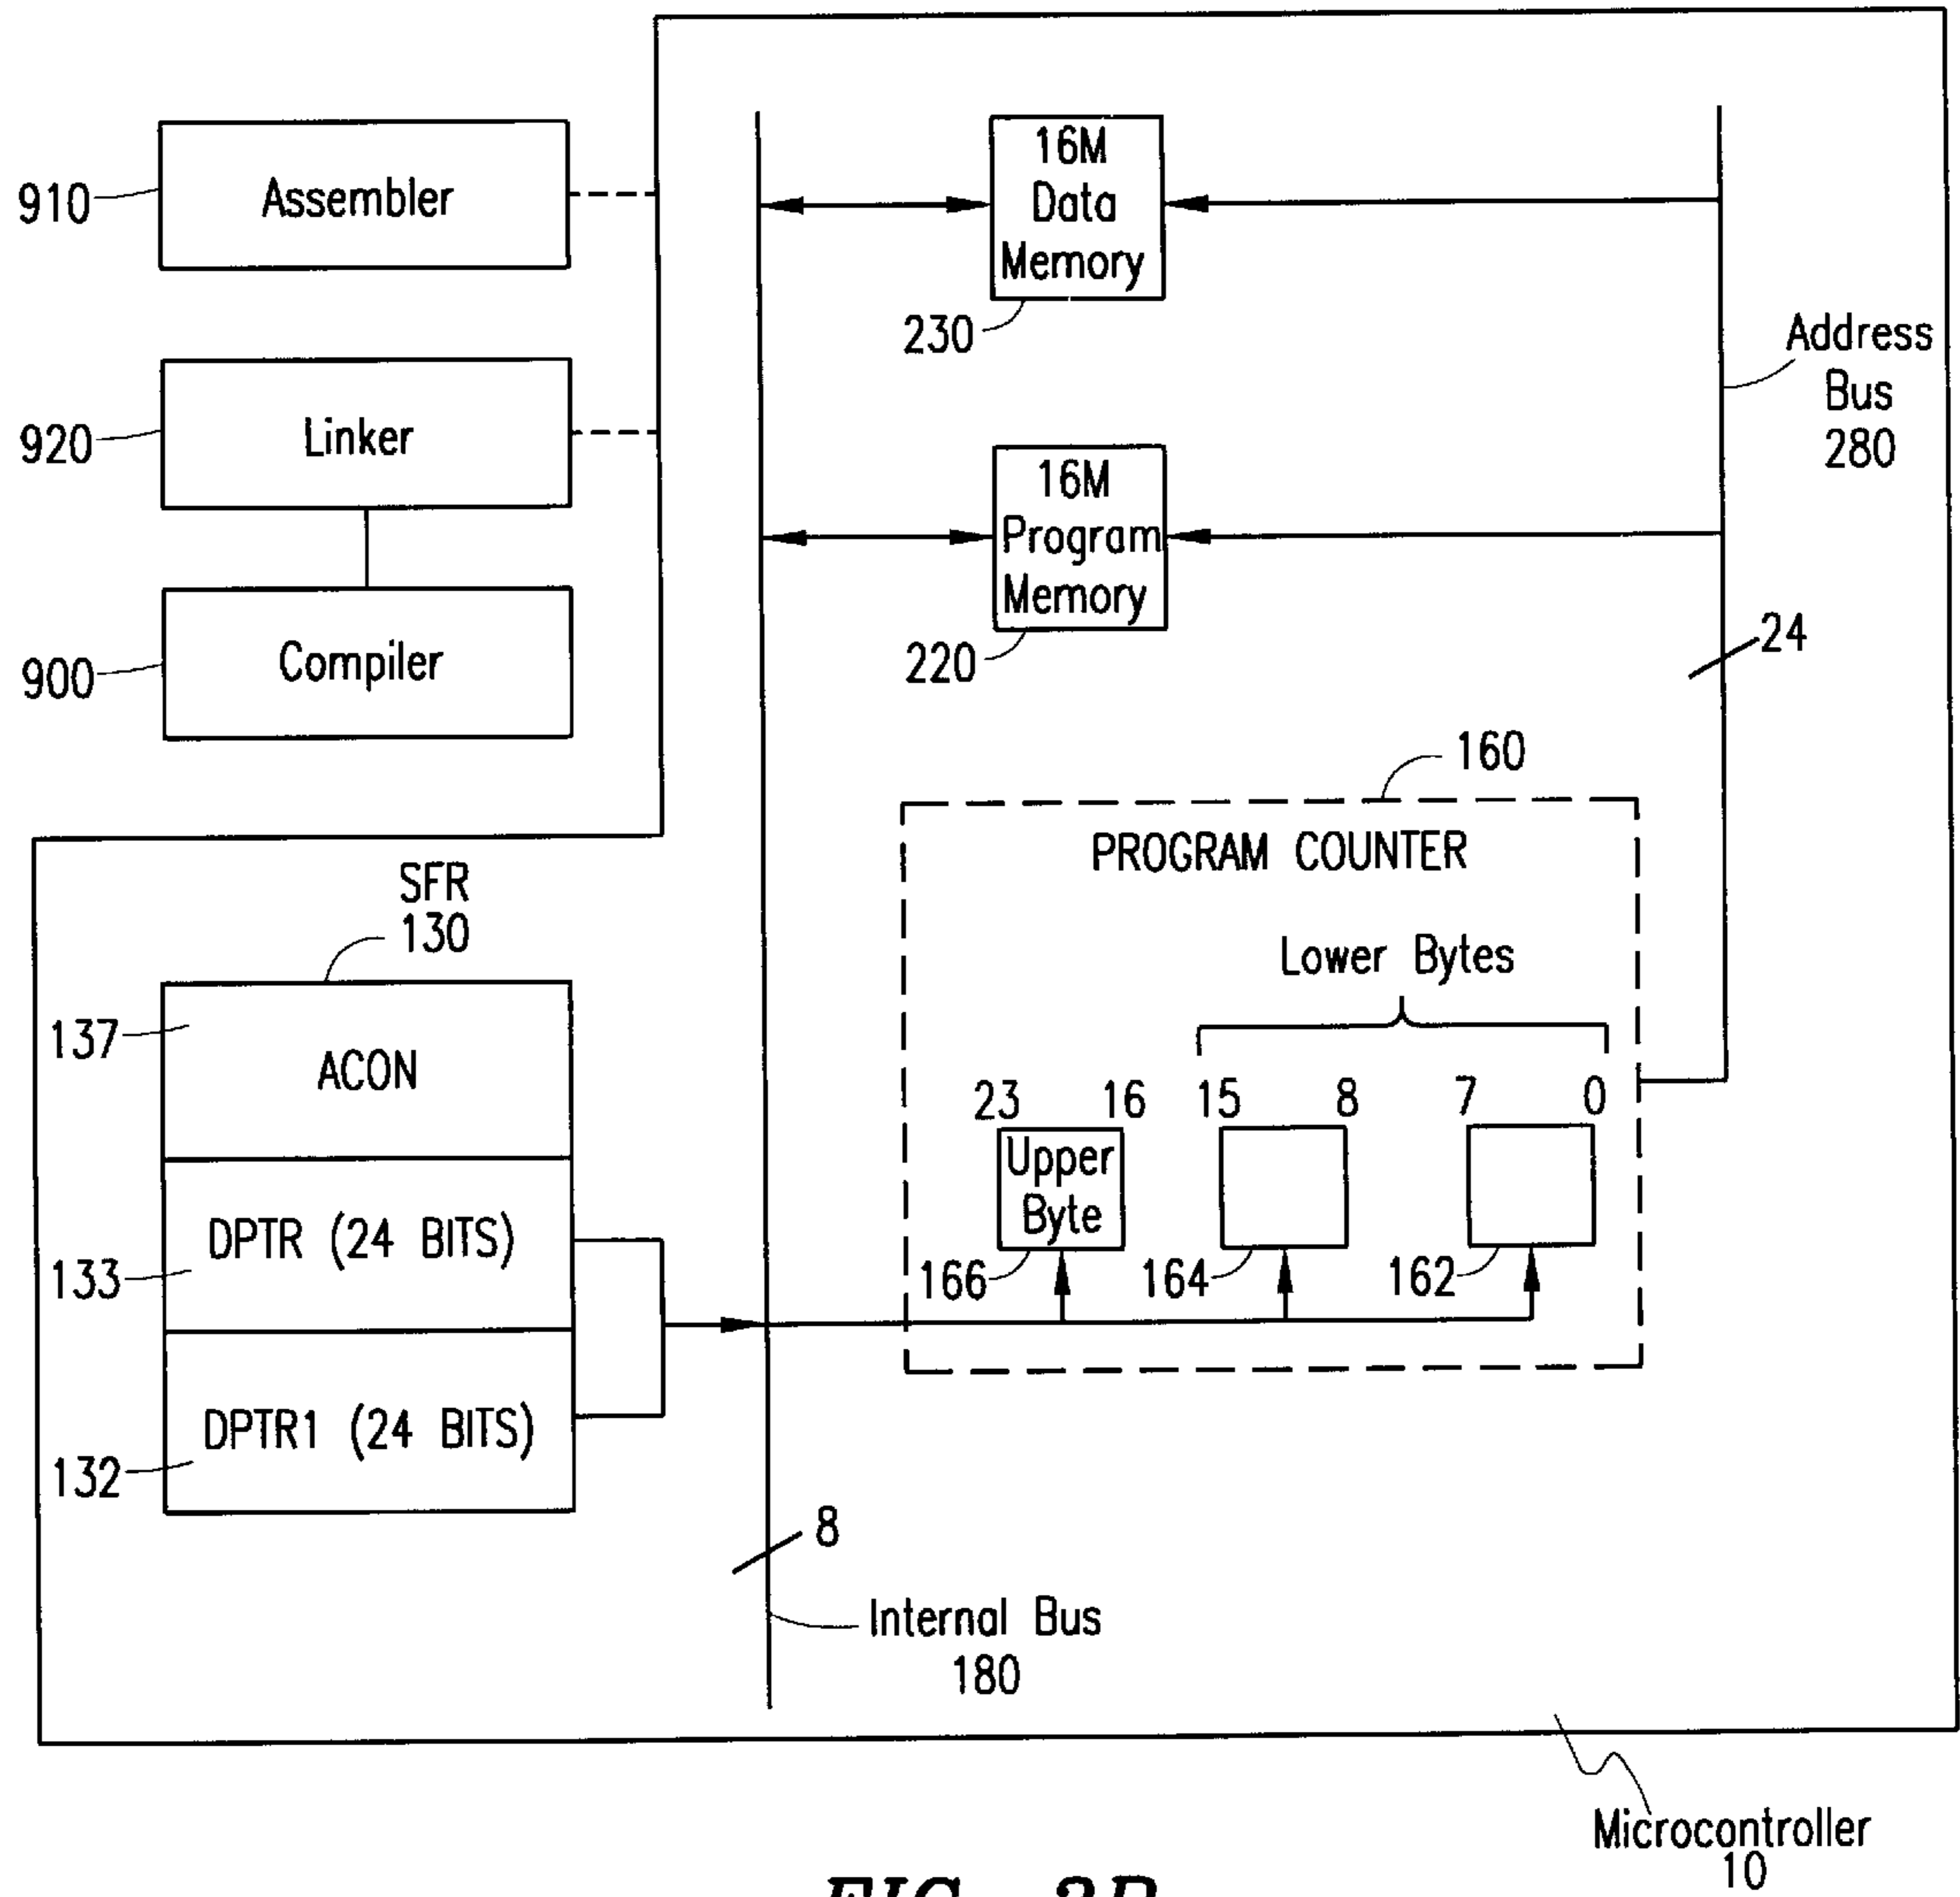 910
Assembler
920
Linker
900
Compiler
16M
Data
Memory
230
16M
Program
Memory
220
Address
Bus
280
24
160
PROGRAM COUNTER
Lower Bytes
23 16 15 8 7 0
Upper
Byte
166 164 162
SFR
130
137
ACON
133
DPTR (24 BITS)
132
DPTR1 (24 BITS)
8
Internal Bus
180
Microcontroller
10